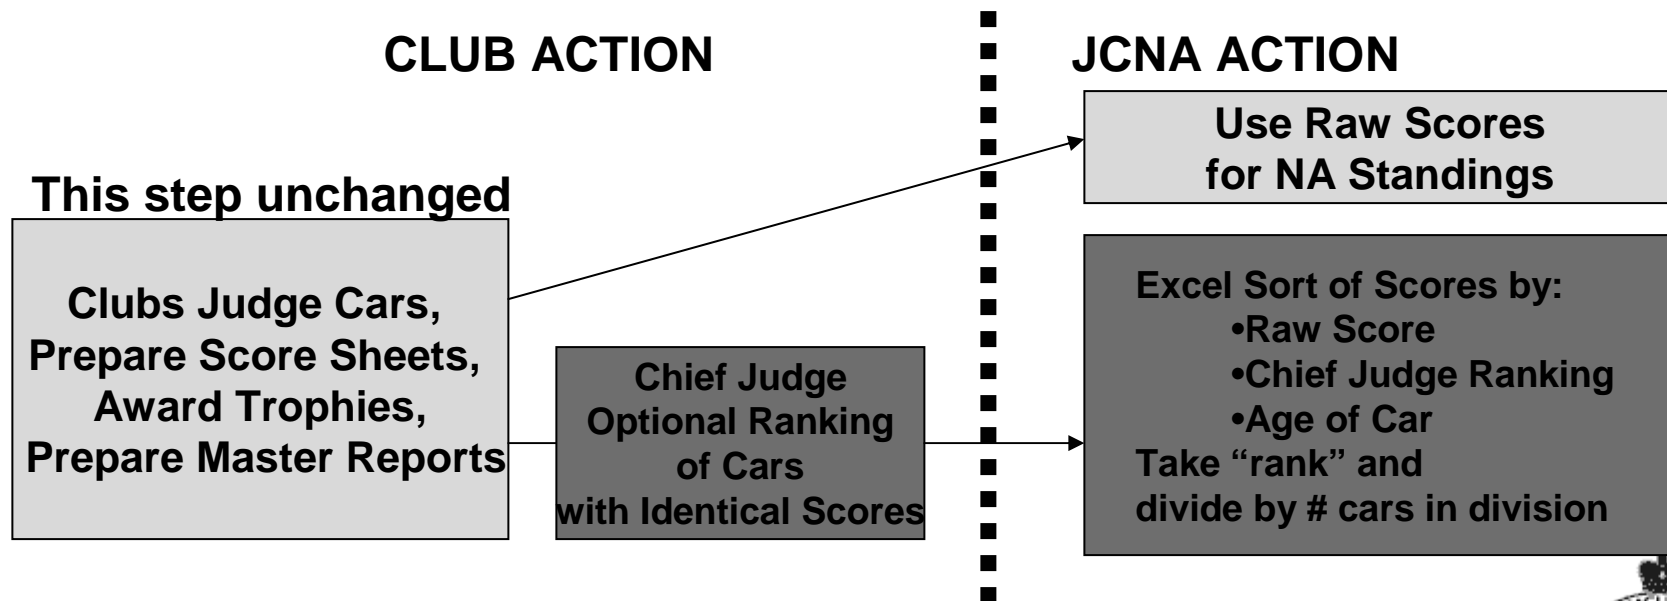 CLUB ACTION
JCNA ACTION
This step unchanged
Clubs Judge Cars,
Prepare Score Sheets,
Award Trophies,
Prepare Master Reports
Chief Judge
Optional Ranking
of Cars
with Identical Scores
Use Raw Scores
for NA Standings
Excel Sort of Scores by:
•Raw Score
•Chief Judge Ranking
•Age of Car
Take “rank” and
divide by # cars in division